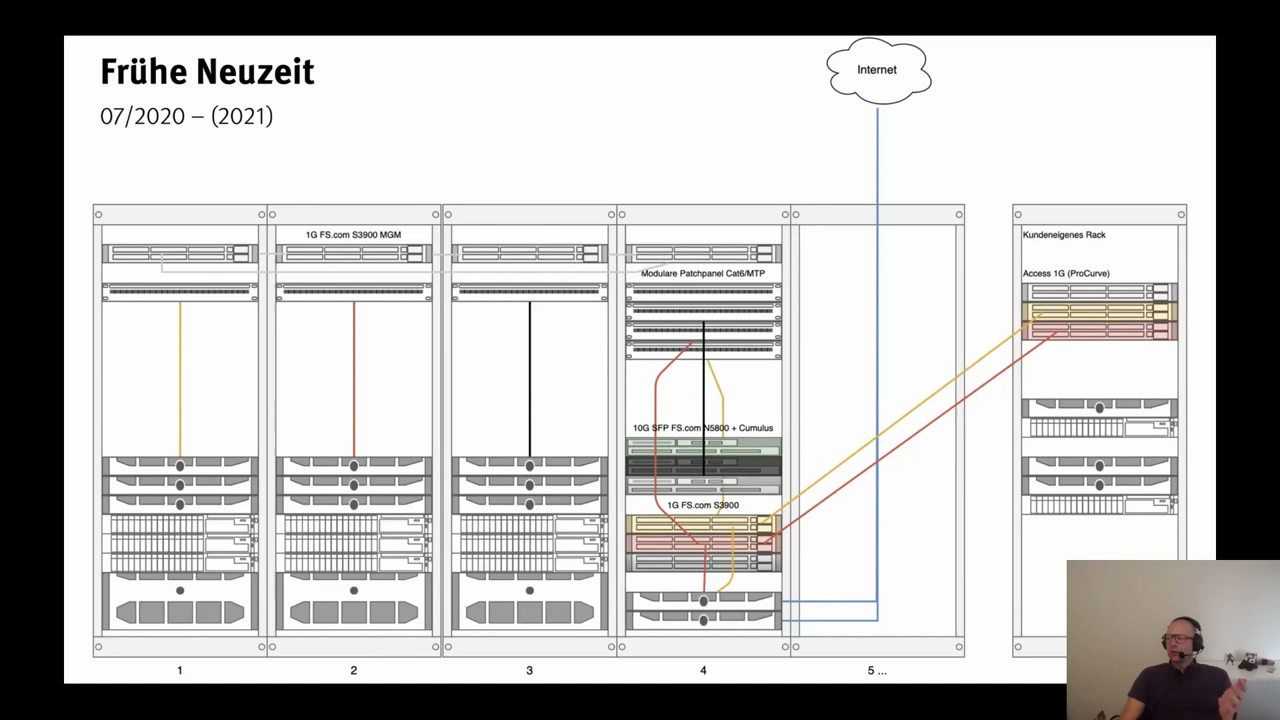 Frühe Neuzeit
07/2020 – (2021)
Internet
1G FS.com S3900 MGM
Kundeneigenes Rack
Modulare Patchpanel Cat6/MTP
Access 1G (ProCurve)
10G SFP FS.com N5800 + Cumulus
1G FS.com S3900
1
2
3
4
5 ...